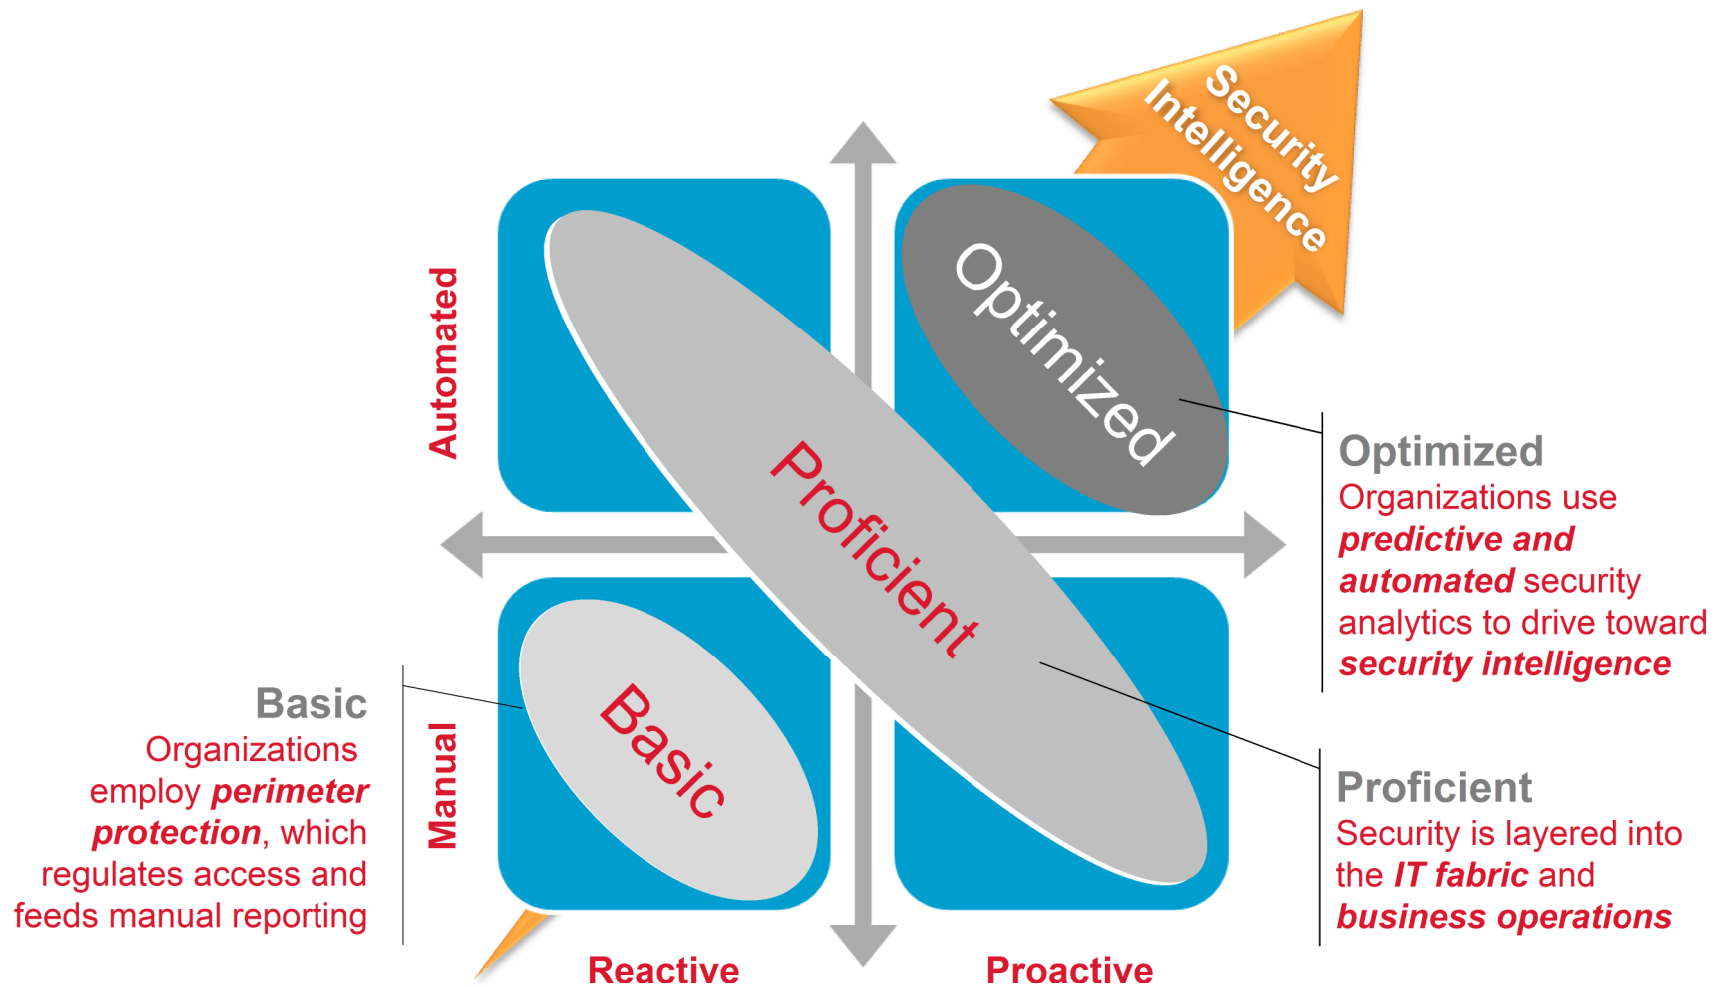 Security
Intelligence
Automated
Optimized
Proficient
Basic
Manual
Reactive
Proactive
Basic
Organizations
employ perimeter
protection, which
regulates access and
feeds manual reporting
Optimized
Organizations use
predictive and
automated security
analytics to drive toward
security intelligence
Proficient
Security is layered into
the IT fabric and
business operations